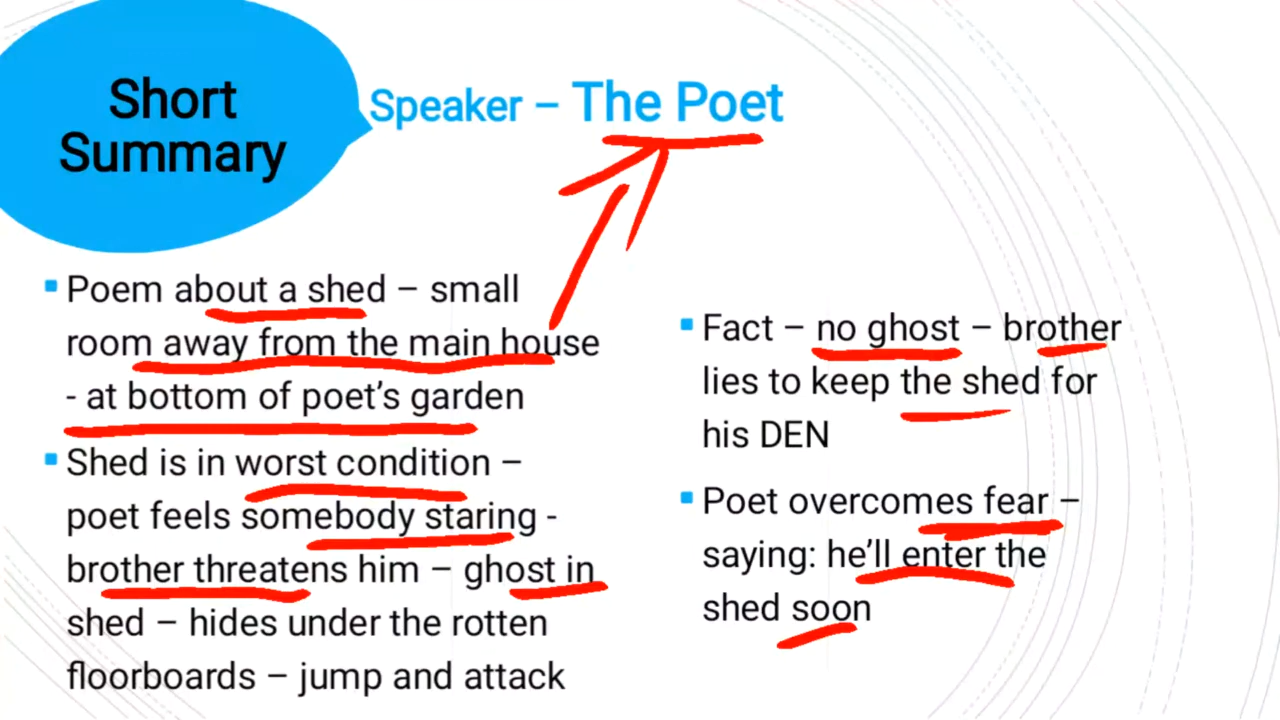 Short
Summary
Speaker – The Poet
Poem about a shed – small
room away from the main house
- at bottom of poet's garden
Shed is in worst condition –
poet feels somebody staring -
brother threatens him – ghost in
shed – hides under the rotten
floorboards – jump and attack
Fact – no ghost – brother
lies to keep the shed for
his DEN
Poet overcomes fear –
saying: he'll enter the
shed soon